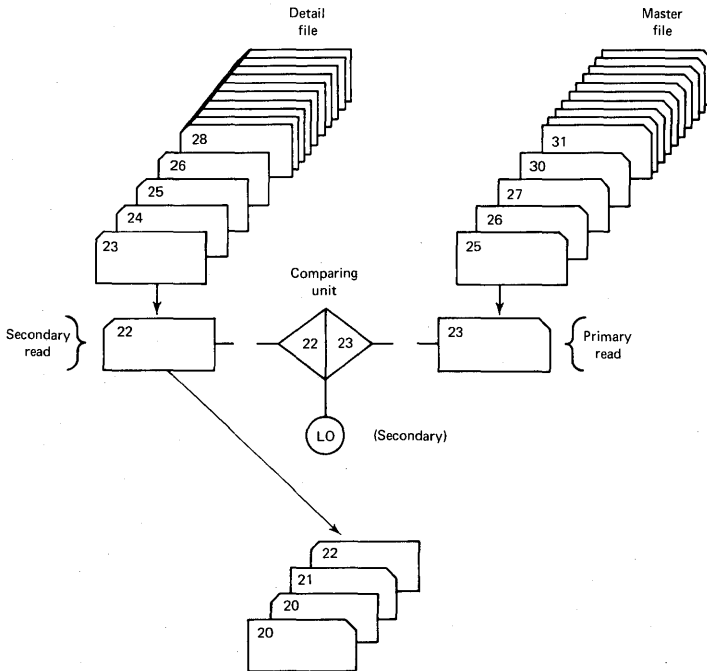 Detail
file
Master
file
28
26
25
24
23
31
30
27
26
25
Comparing
unit
Secondary
read
22
22
23
23
Primary
read
LO
(Secondary)
22
21
20
20